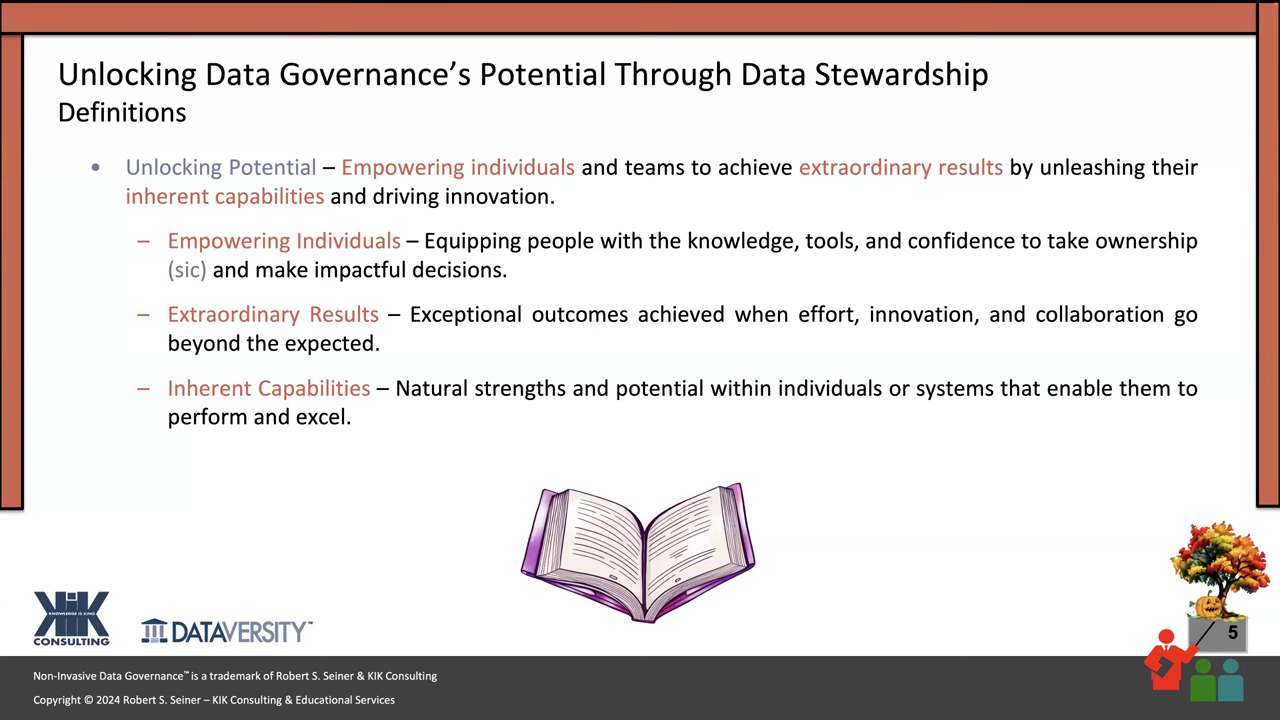 Unlocking Data Governance’s Potential Through Data Stewardship
Definitions
• Unlocking Potential – Empowering individuals and teams to achieve extraordinary results by unleashing their
inherent capabilities and driving innovation.
– Empowering Individuals – Equipping people with the knowledge, tools, and confidence to take ownership
(sic) and make impactful decisions.
– Extraordinary Results – Exceptional outcomes achieved when effort, innovation, and collaboration go
beyond the expected.
– Inherent Capabilities – Natural strengths and potential within individuals or systems that enable them to
perform and excel.
KIK
KNOWLEDGE IS KING
CONSULTING
DATAVERSITY™
5
Non-Invasive Data Governance™ is a trademark of Robert S. Seiner & KIK Consulting
Copyright © 2024 Robert S. Seiner – KIK Consulting & Educational Services